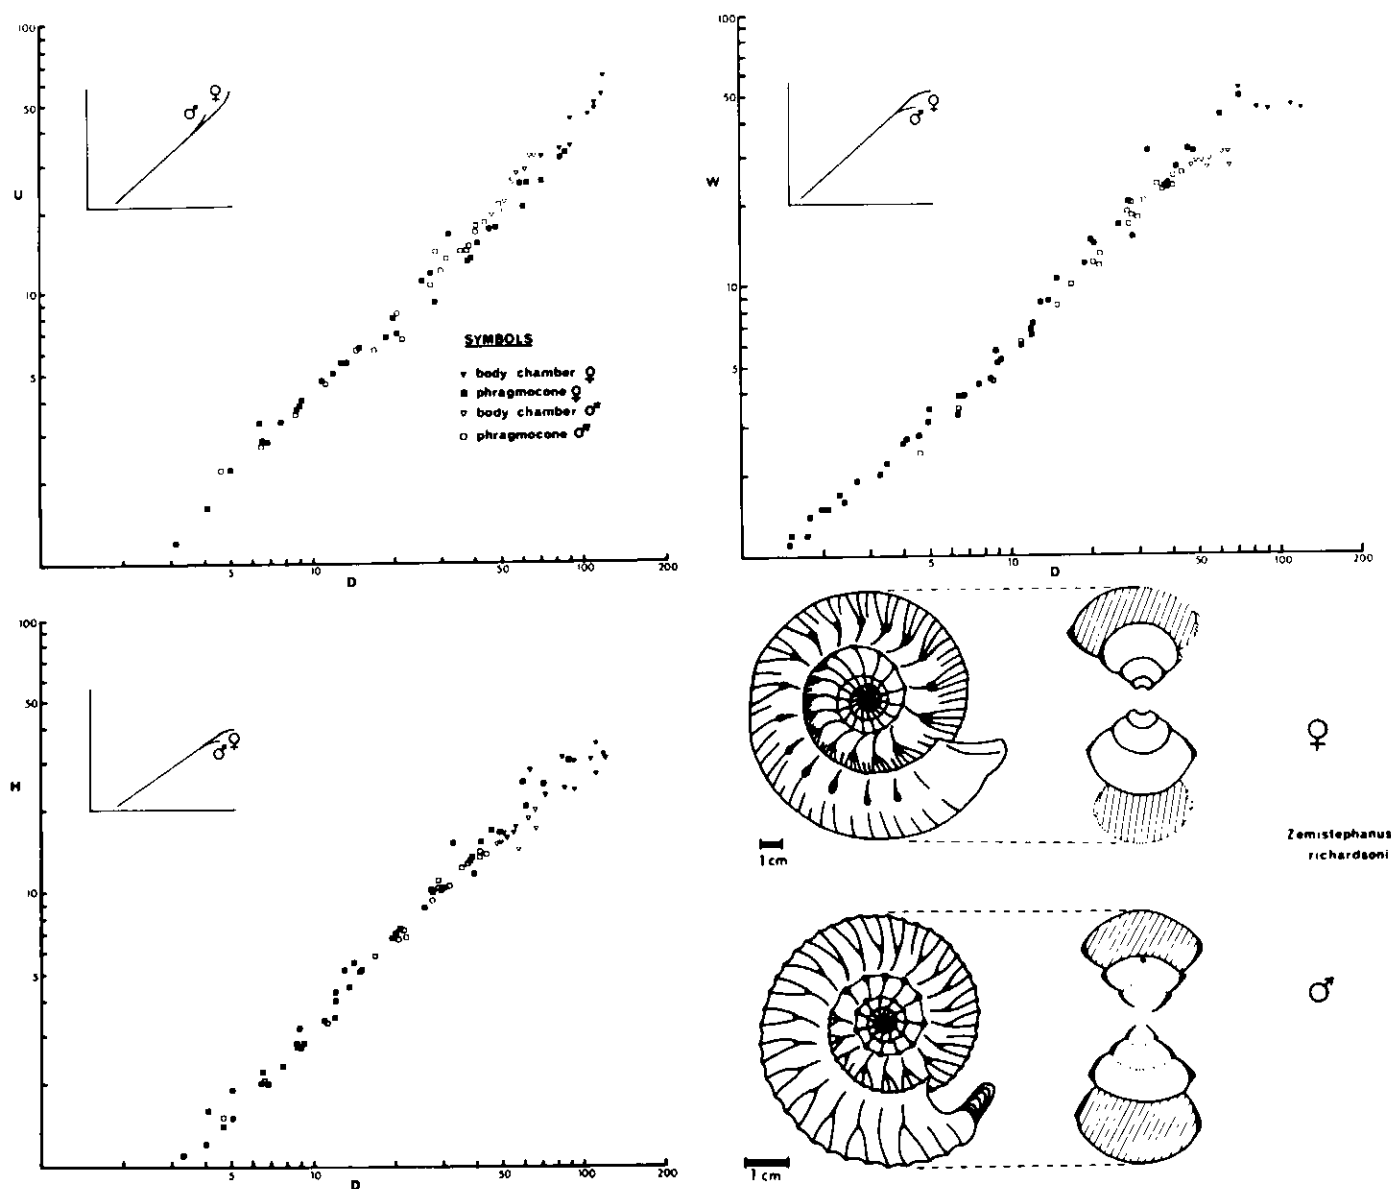 100
50
U
10
5
♂ ♀
SYMBOLS
▼ body chamber ♀
■ phragmocone ♀
▽ body chamber ♂
○ phragmocone ♂
5 10 50 100 200
D
100
50
W
10
5
♀
♂
5 10 50 100 200
D
100
50
H
10
5
♀
♂
5 10 50 100 200
D
1cm
♀
Zemistephanus
richardsoni
♂
1 cm